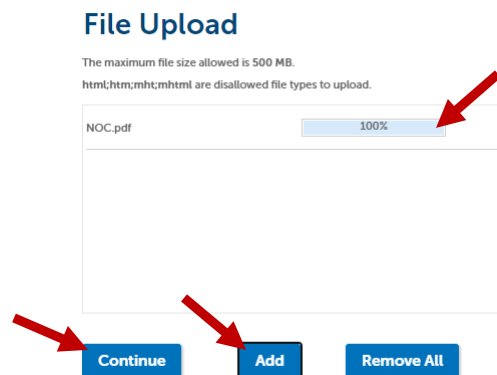 File Upload
The maximum file size allowed is 500 MB.
html;htm;mht;mhtml are disallowed file types to upload.
NOC.pdf 100%
Continue Add Remove All